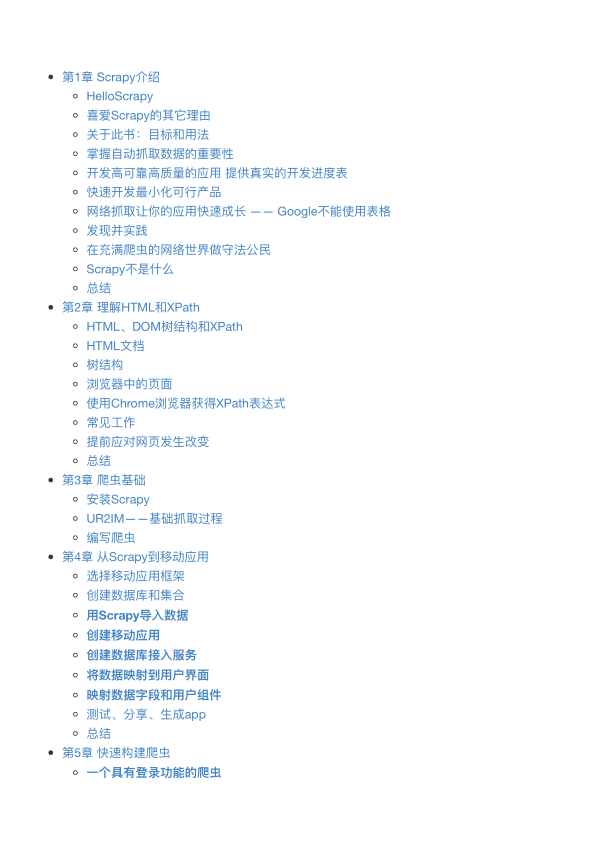 第1章 Scrapy介绍
HelloScrapy
喜爱Scrapy的其它理由
关于此书：目标和用法
掌握自动抓取数据的重要性
开发高可靠高质量的应用 提供真实的开发进度表
快速开发最小化可行产品
网络抓取让你的应用快速成长 —— Google不能使用表格
发现并实践
在充满爬虫的网络世界做守法公民
Scrapy不是什么
总结
第2章 理解HTML和XPath
HTML、DOM树结构和XPath
HTML文档
树结构
浏览器中的页面
使用Chrome浏览器获得XPath表达式
常见工作
提前应对网页发生改变
总结
第3章 爬虫基础
安装Scrapy
UR2IM——基础抓取过程
编写爬虫
第4章 从Scrapy到移动应用
选择移动应用框架
创建数据库和集合
用Scrapy导入数据
创建移动应用
创建数据库接入服务
将数据映射到用户界面
映射数据字段和用户组件
测试、分享、生成app
总结
第5章 快速构建爬虫
一个具有登录功能的爬虫